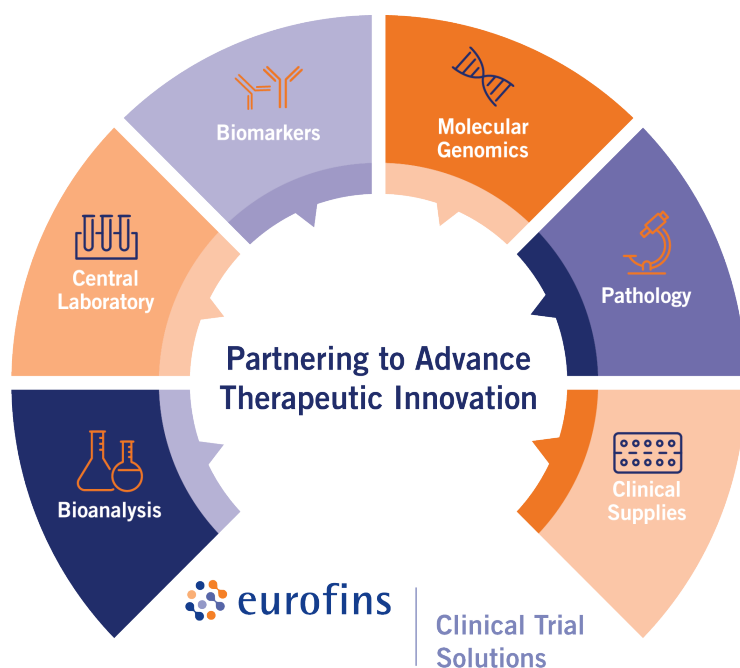 Biomarkers
Molecular
Genomics
Central
Laboratory
Pathology
Partnering to Advance
Therapeutic Innovation
Bioanalysis
Clinical
Supplies
eurofins
Clinical Trial
Solutions